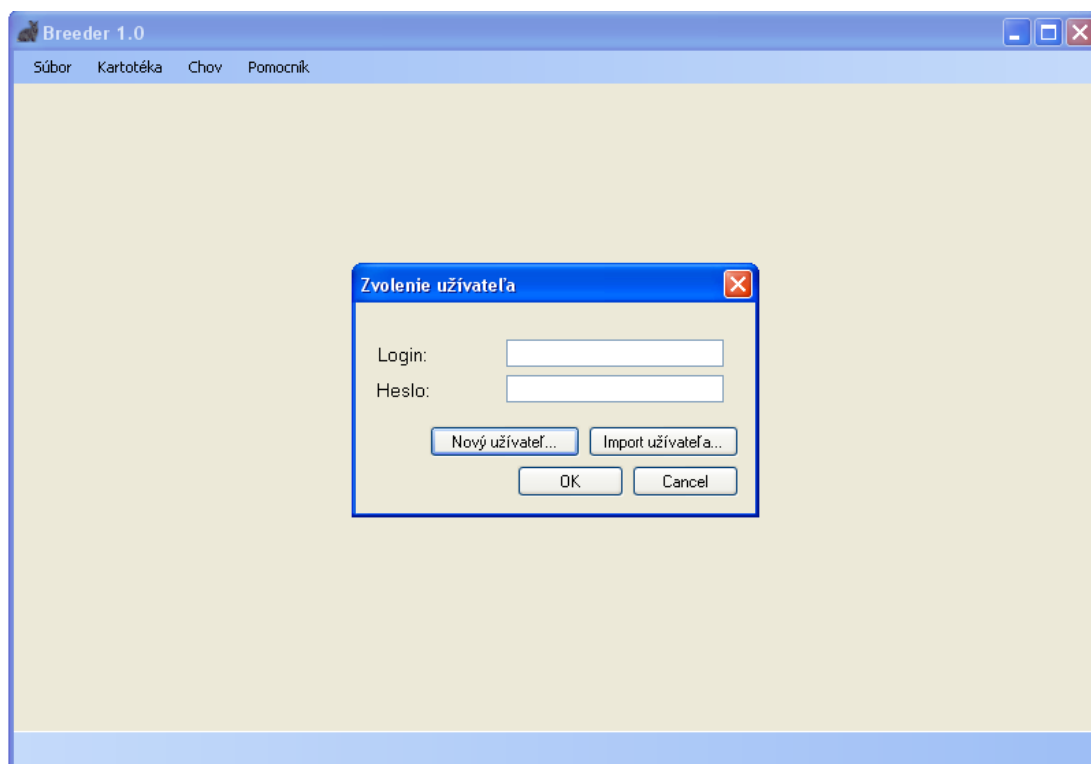 Breeder 1.0
Súbor Kartotéka Chov Pomocník
Zvolenie užívateľa
Login:
Heslo:
Nový užívateľ... Import užívateľa...
OK Cancel